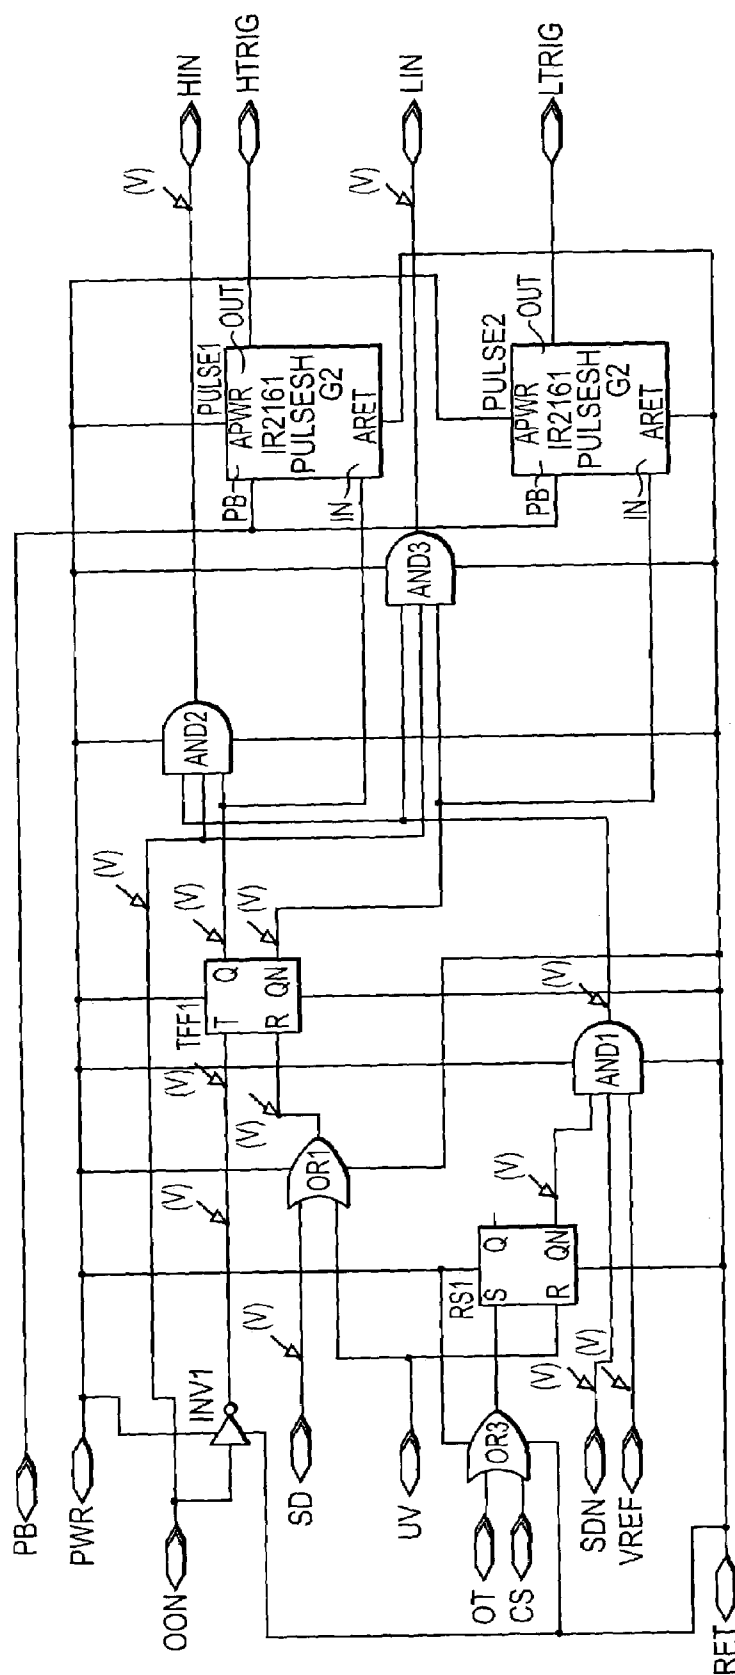 HIN
HTRIG
LIN
LTRIG
(V)
(V)
PULSE1
OUT
APWR
IR2161
PULSESH
G2
ARET
PB
IN
PULSE2
OUT
APWR
IR2161
PULSESH
G2
ARET
PB
IN
AND3
AND2
(V)
(V)
(V)
TFF1
Q
QN
T
R
(V)
(V)
AND1
(V)
(V)
OR1
(V)
RS1
Q
QN
S
R
(V)
INV1
OR3
(V)
(V)
PB
PWR
OON
SD
UV
OT
CS
SDN
VREF
RET